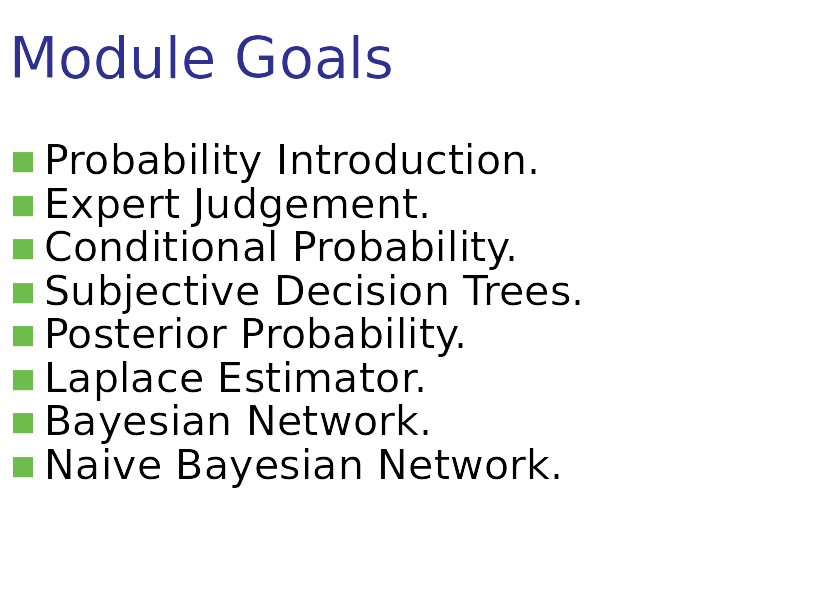 Module Goals
Probability Introduction.
Expert Judgement.
Conditional Probability.
Subjective Decision Trees.
Posterior Probability.
Laplace Estimator.
Bayesian Network.
Naive Bayesian Network.